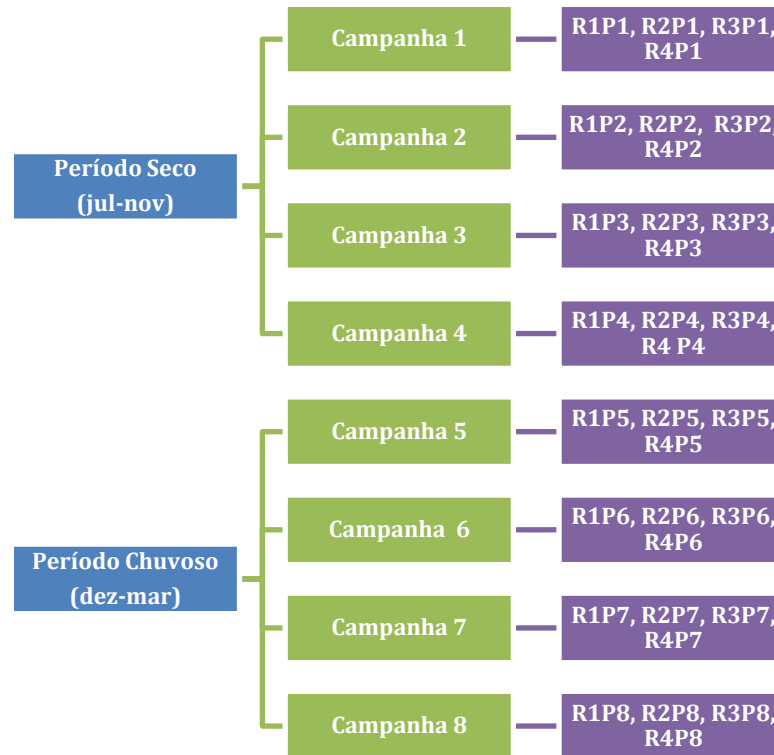 Período Seco
(jul-nov)
Campanha 1
R1P1, R2P1, R3P1,
R4P1
Campanha 2
R1P2, R2P2, R3P2,
R4P2
Campanha 3
R1P3, R2P3, R3P3,
R4P3
Campanha 4
R1P4, R2P4, R3P4,
R4 P4
Período Chuvoso
(dez-mar)
Campanha 5
R1P5, R2P5, R3P5,
R4P5
Campanha 6
R1P6, R2P6, R3P6,
R4P6
Campanha 7
R1P7, R2P7, R3P7,
R4P7
Campanha 8
R1P8, R2P8, R3P8,
R4P8